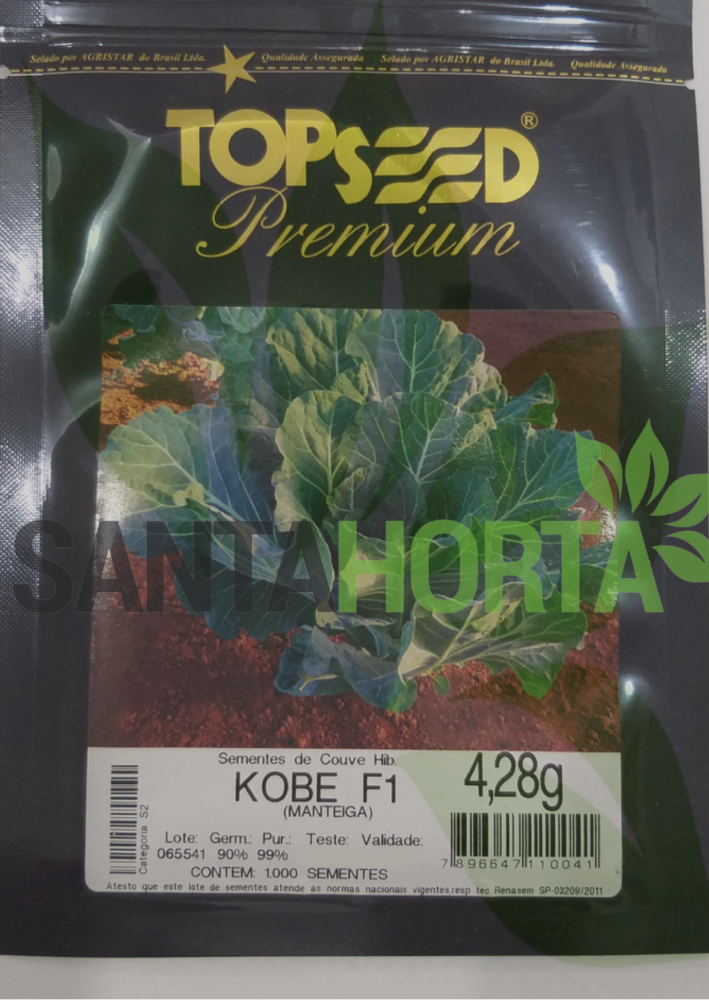 Selado por AGRISTAR do Brasil Ltda. Qualidade Assegurada Selado por AGRISTAR do Brasil Ltda. Qualidade Assegurada
TOPSEED®
Premium
SANTAHORTA
Sementes de Couve Hib.
KOBE F1
(MANTEIGA)
4,28g
Categoria S2
Lote: Germ.: Pur.: Teste: Validade:
065541 90% 99%
CONTEM: 1.000 SEMENTES
7 896647 110041
Atesto que este lote de sementes atende as normas nacionais vigentes,resp tec Renasem SP-03209/2011